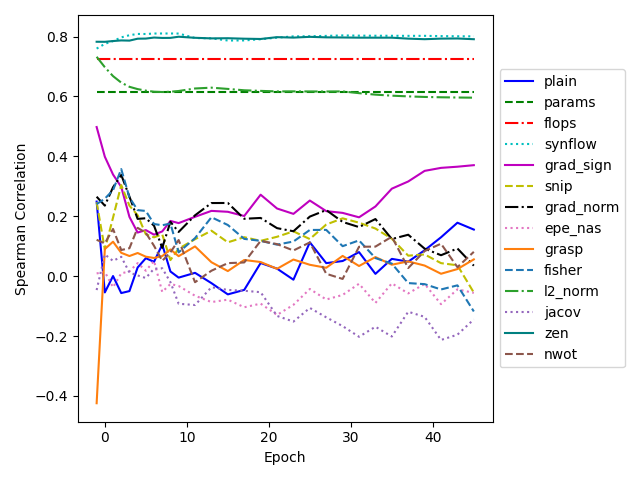 0.8
0.6
0.4
0.2
0.0
−0.2
−0.4
Spearman Correlation
0
10
20
30
40
Epoch
plain
params
flops
synflow
grad_sign
snip
grad_norm
epe_nas
grasp
fisher
l2_norm
jacov
zen
nwot